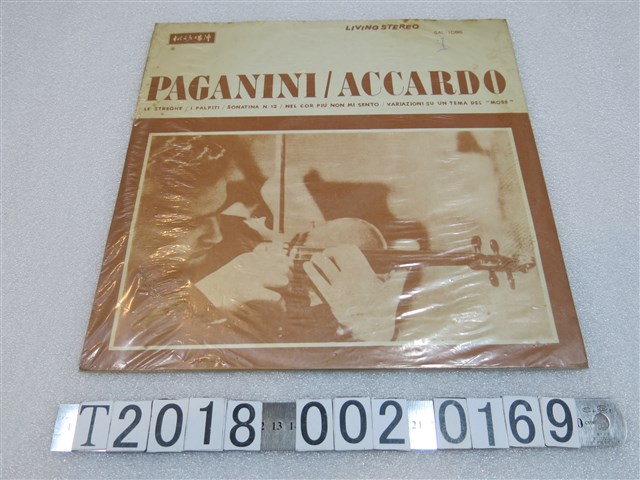 LIVING STEREO
PAGANINI/ACCARDO
LE STREGHE / I PALPITI / SONATINA N. 12 / NEL COR PIÙ NON MI SENTO / VARIAZIONI SU UN TEMA DEL "MOSÈ"
T2018 002 0169